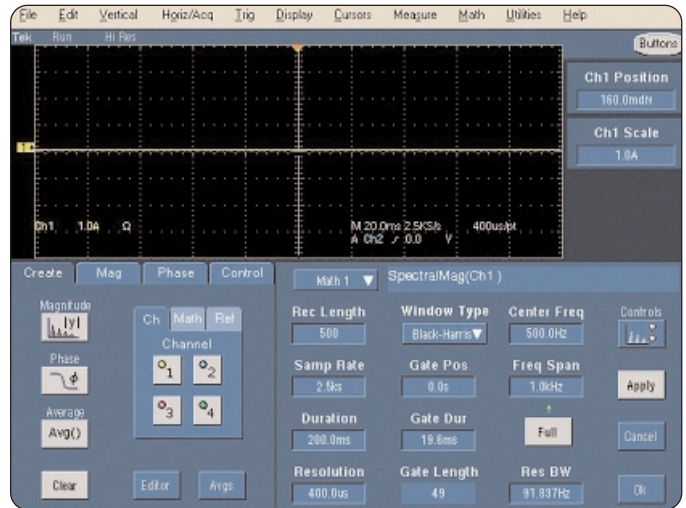 File Edit Vertical Horiz/Acq Trig Display Cursors Measure Math Utilities Help
Tek Run Hi Res
Buttons
Ch1 Position
160.0mdiv
Ch1 Scale
1.0A
1
Ch1 1.0A Ω
M 20.0ms 2.5KS/s 400us/pt
A Ch2 0.0 V
Create Mag Phase Control
Math 1 SpectralMag(Ch1 )
Magnitude
|y|
Phase
ϕ
Average
Avg()
Clear
Ch Math Ref
Channel
1 2
3 4
Editor Avgs
Rec Length Window Type Center Freq Controls
500 Black-Harris 500.0Hz
Samp Rate Gate Pos Freq Span
2.5ks 0.0s 1.0kHz Apply
Duration Gate Dur Full
200.0ms 19.6ms Cancel
Resolution Gate Length Res BW
400.0us 49 91.837Hz Ok